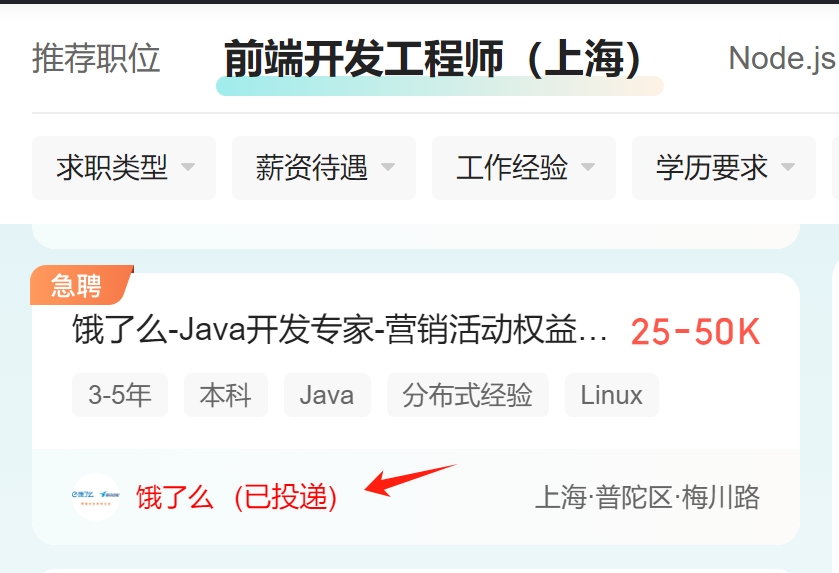 推荐职位 前端开发工程师（上海） Node.js
求职类型 薪资待遇 工作经验 学历要求
急聘
饿了么-Java开发专家-营销活动权益... 25-50K
3-5年 本科 Java 分布式经验 Linux
饿了么 (已投递) 上海·普陀区·梅川路